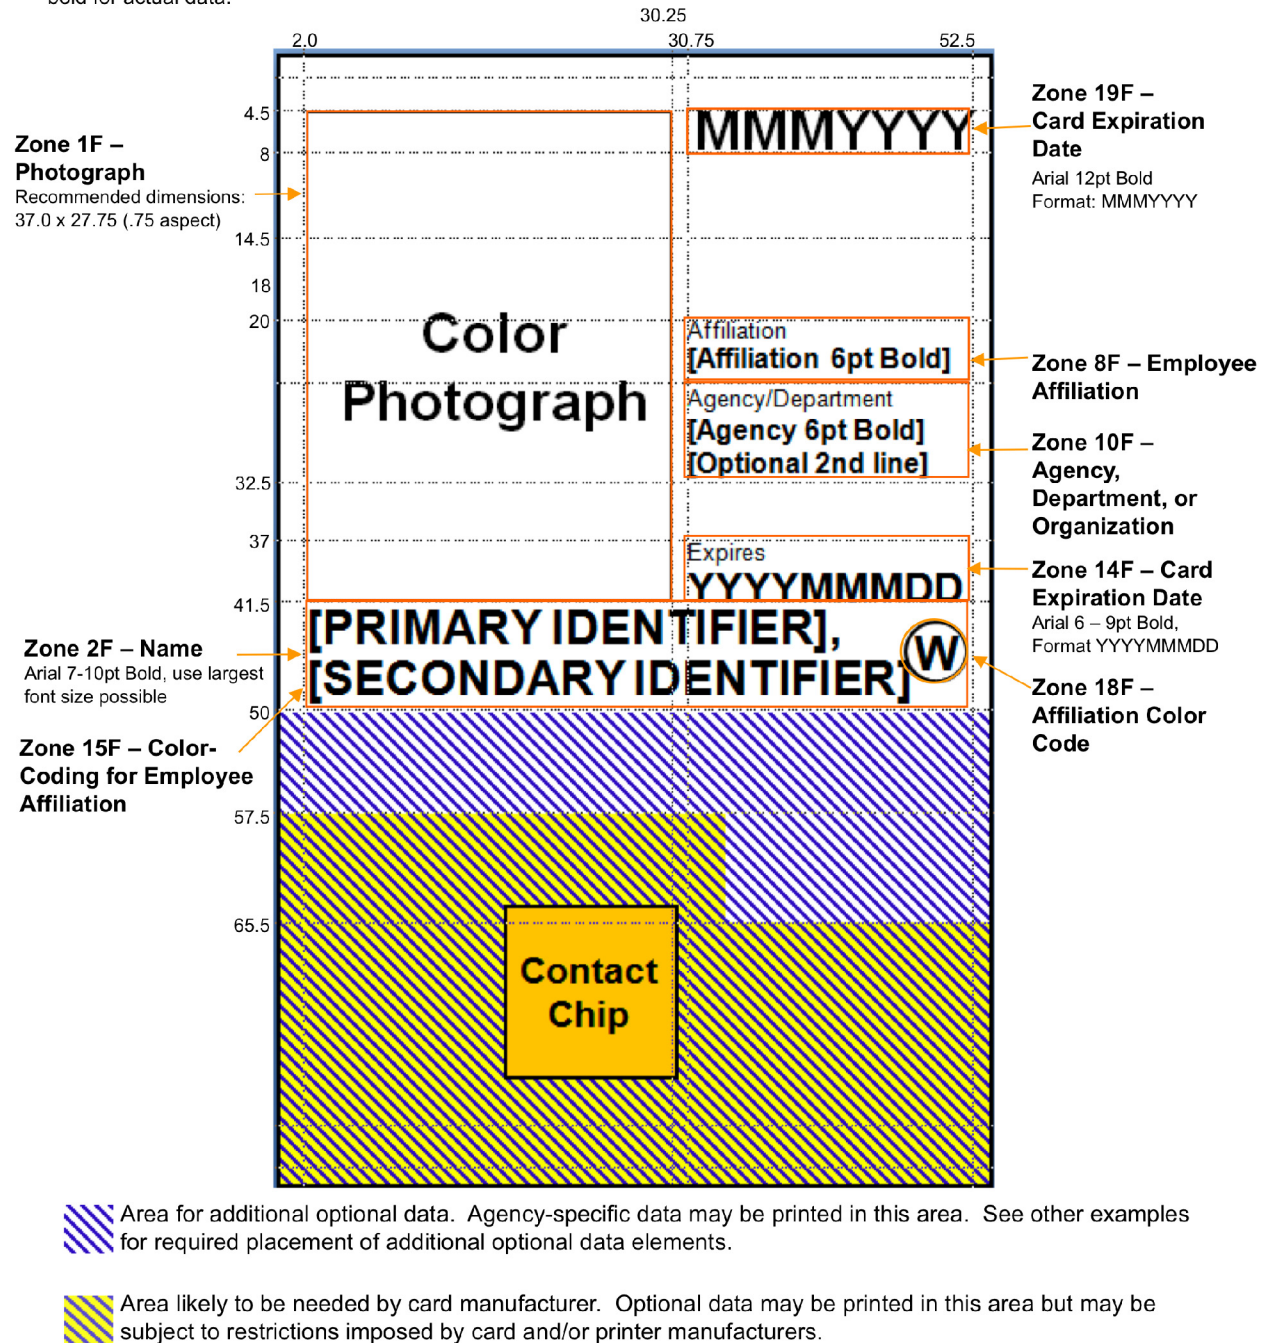 bold for actual data.
30.25
2.0 30.75 52.5
4.5
8
14.5
18
20
32.5
37
41.5
50
57.5
65.5
Zone 1F –
Photograph
Recommended dimensions:
37.0 x 27.75 (.75 aspect)
Zone 2F – Name
Arial 7-10pt Bold, use largest
font size possible
Zone 15F – Color-
Coding for Employee
Affiliation
Color
Photograph
MMMYYYY
Affiliation
[Affiliation 6pt Bold]
Agency/Department
[Agency 6pt Bold]
[Optional 2nd line]
Expires
YYYYMMMDD
[PRIMARY IDENTIFIER],
[SECONDARY IDENTIFIER]
W
Contact
Chip
Zone 19F –
Card Expiration
Date
Arial 12pt Bold
Format: MMMYYYY
Zone 8F – Employee
Affiliation
Zone 10F –
Agency,
Department, or
Organization
Zone 14F – Card
Expiration Date
Arial 6 – 9pt Bold,
Format YYYYMMMDD
Zone 18F –
Affiliation Color
Code
Area for additional optional data. Agency-specific data may be printed in this area. See other examples
for required placement of additional optional data elements.
Area likely to be needed by card manufacturer. Optional data may be printed in this area but may be
subject to restrictions imposed by card and/or printer manufacturers.